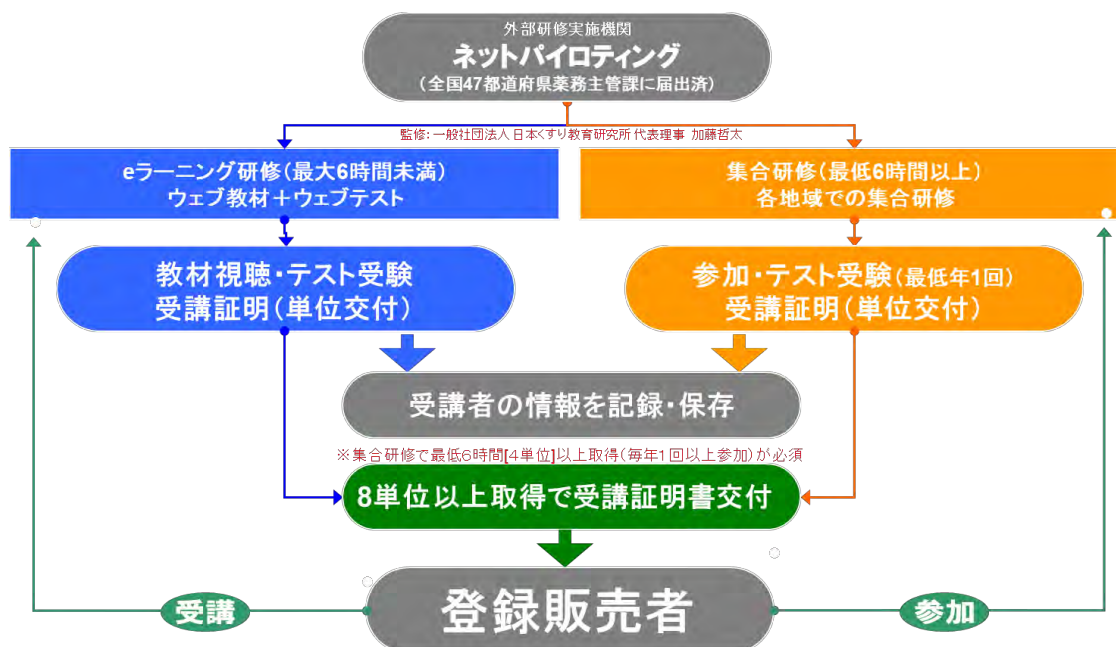 外部研修実施機関
ネットパイロティング
(全国47都道府県薬務主管課に届出済)
監修:一般社団法人日本くすり教育研究所代表理事 加藤哲太
eラーニング研修(最大6時間未満)
ウェブ教材+ウェブテスト
集合研修(最低6時間以上)
各地域での集合研修
教材視聴・テスト受験
受講証明(単位交付)
参加・テスト受験(最低年1回)
受講証明(単位交付)
受講者の情報を記録・保存
※集合研修で最低6時間[4単位]以上取得(毎年1回以上参加)が必須
8単位以上取得で受講証明書交付
受講
登録販売者
参加